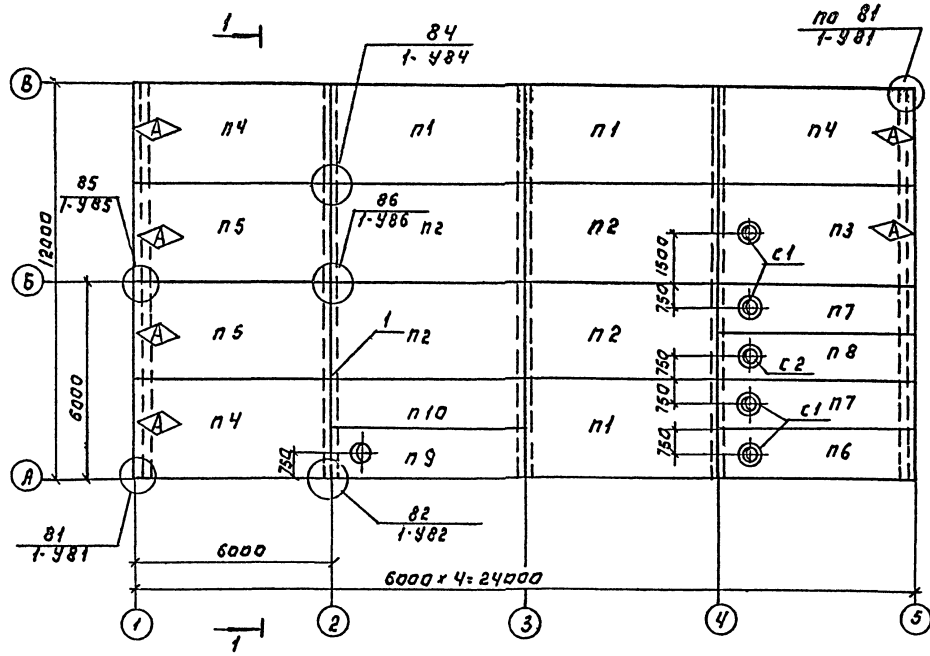 1
84
1-У84
по 81
1-У81
В
А
п4
п1
п1
п4
А
85
1-У85
86
1-У86
12000
А
п5
п2
п2
п3
А
1500
с1
Б
750
п7
1
А
п5
п2
п2
750
п8
с2
6000
А
п4
п10
п1
750
с1
п7
750
п9
750
п6
А
81
1-У81
82
1-У82
6000
6000 x 4 = 24000
1
2
3
4
5
1